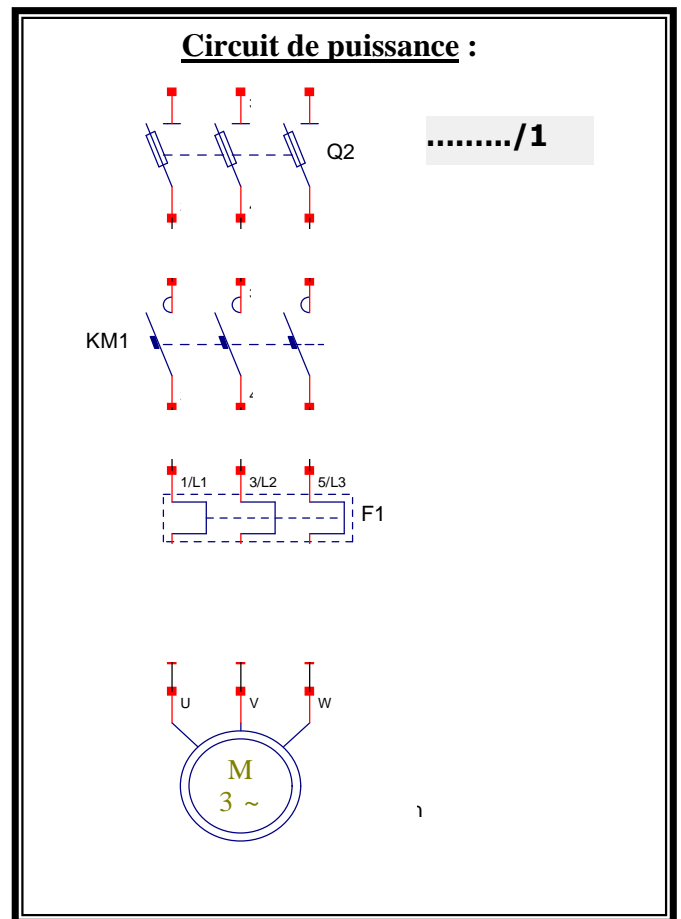 Circuit de puissance :
........./1
Q2
KM1
1/L1 3/L2 5/L3
F1
U V W
M
3 ~